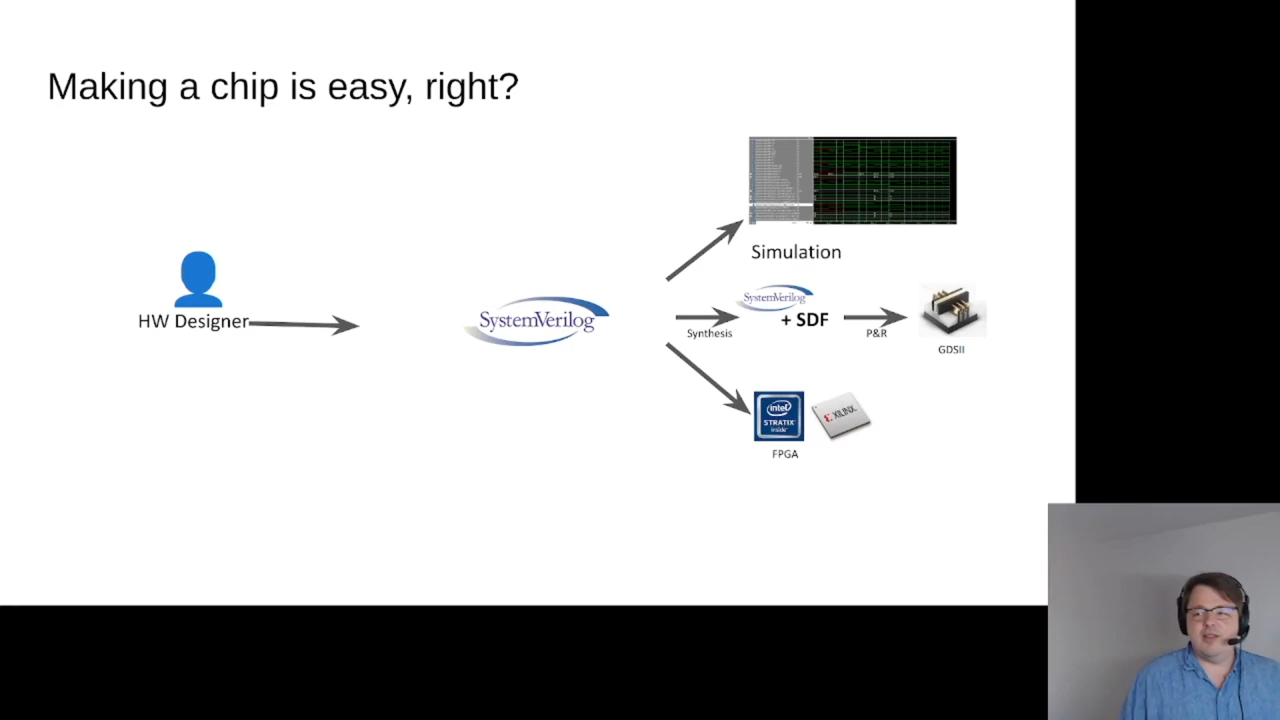 Making a chip is easy, right?
Simulation
HW Designer
SystemVerilog
Synthesis
SystemVerilog
+ SDF
P&R
GDSII
intel
STRATIX
inside
XILINX
FPGA